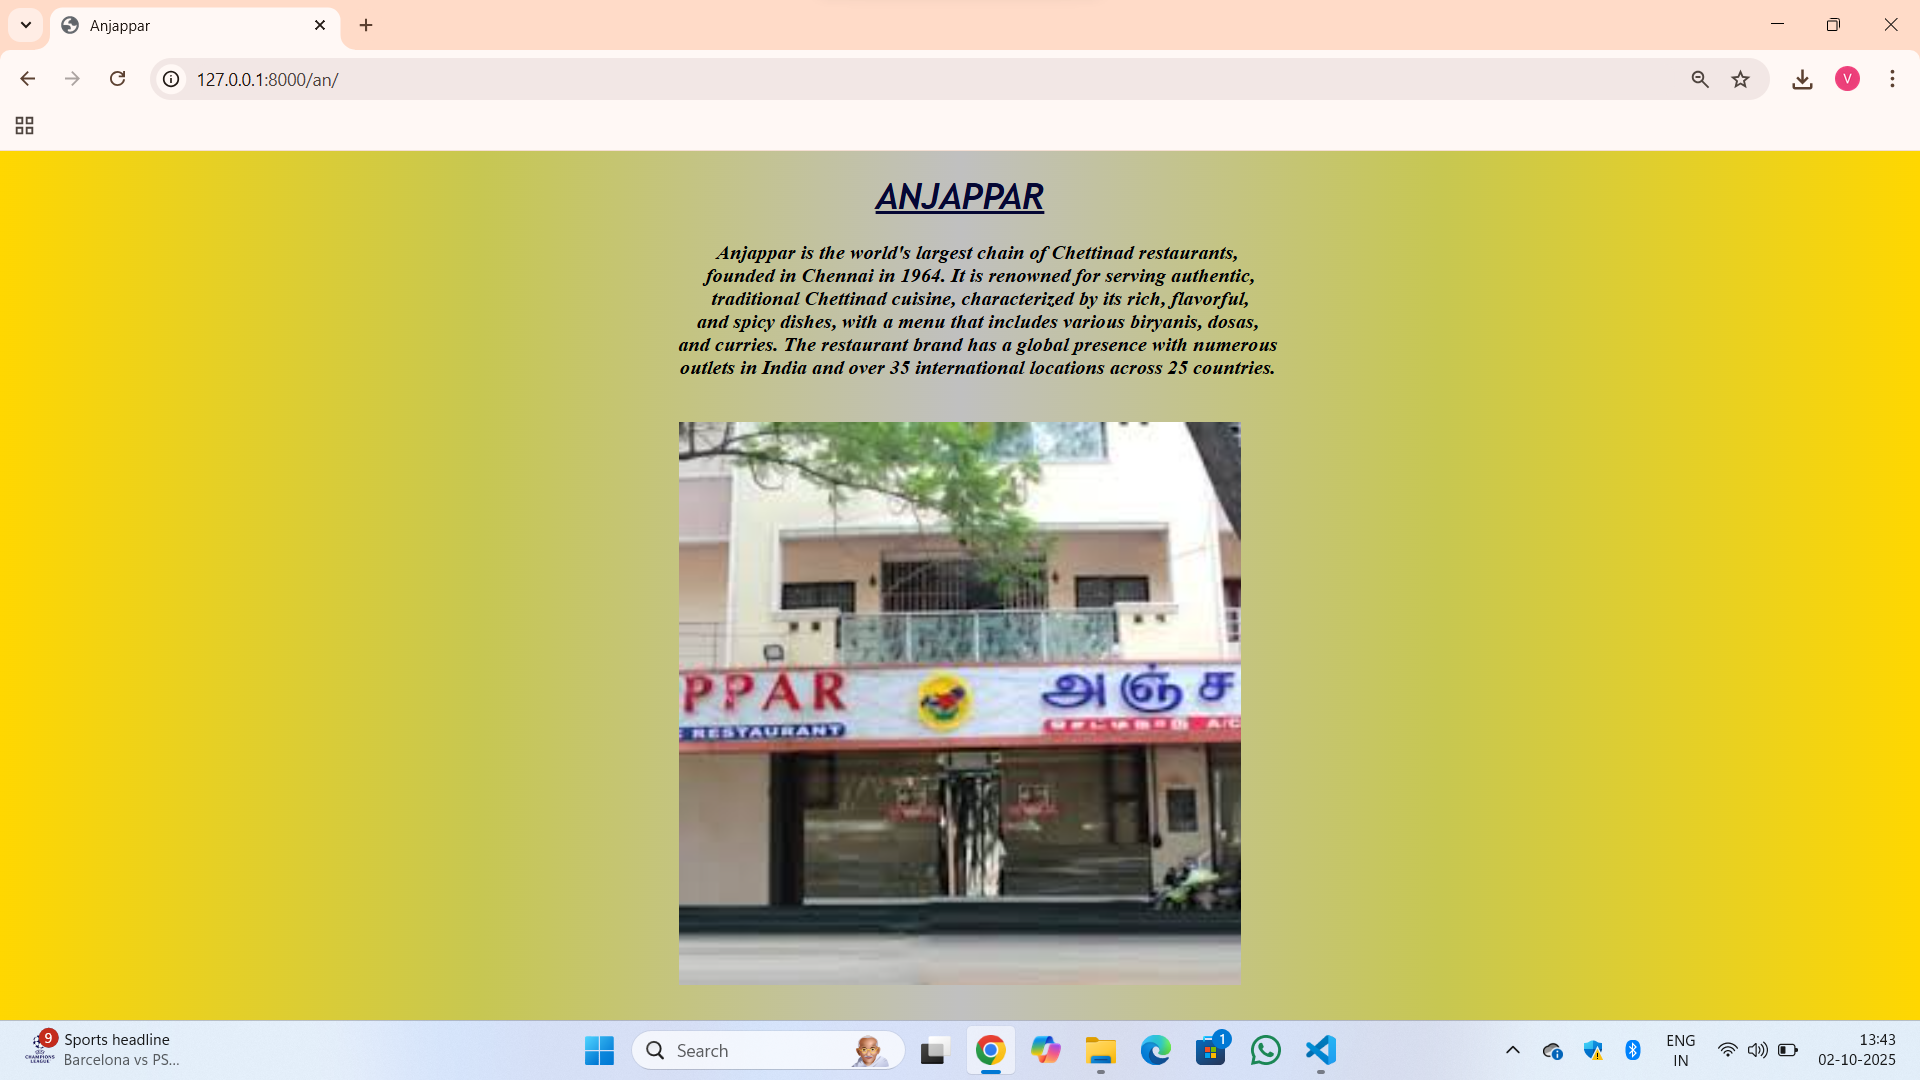 Anjappar
127.0.0.1:8000/an/
ANJAPPAR
Anjappar is the world's largest chain of Chettinad restaurants,
founded in Chennai in 1964. It is renowned for serving authentic,
traditional Chettinad cuisine, characterized by its rich, flavorful,
and spicy dishes, with a menu that includes various biryanis, dosas,
and curries. The restaurant brand has a global presence with numerous
outlets in India and over 35 international locations across 25 countries.
PPAR
அஞ்ச
RESTAURANT
A/C
9
Sports headline
Barcelona vs PS...
Search
1
ENG
IN
13:43
02-10-2025
V